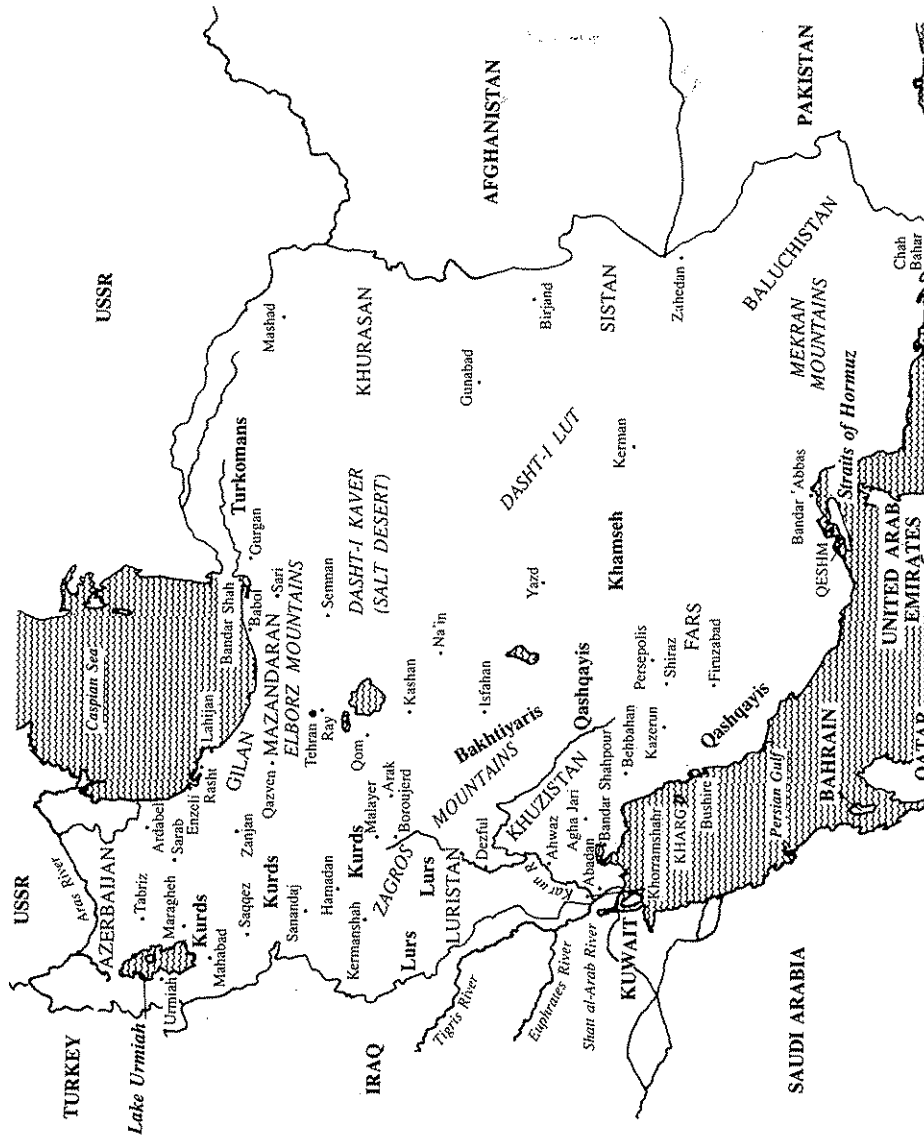 USSR
USSR
TURKEY
Aras River
Caspian Sea
AZERBAIJAN
Lake Urmiah
Urmiah
Tabriz
Ardabel
Sarab
Maragheh
Kurds
Mahabad
Enzeli
Rasht
Lahijan
GILAN
Bandar Shah
Turkomans
Gurgan
Babol
Sari
MAZANDARAN
ELBORZ MOUNTAINS
Mashad
Saqqez
Zanjan
Qazven
Kurds
Sanandaj
Tehran
Ray
Semnan
Hamadan
IRAQ
Kermanshah
Kurds
Malayer
Qom
DASHT-I KAVER
(SALT DESERT)
KHURASAN
Arak
Boroujerd
Kashan
ZAGROS
MOUNTAINS
Lurs
Lurs
LURISTAN
Na'in
Gunabad
AFGHANISTAN
Tigris River
Dezful
Bakhtiyaris
Isfahan
DASHT-I LUT
Birjand
Euphrates River
KHUZISTAN
Ahwaz
Karun R.
Agha Jari
Yazd
Shatt al-Arab River
Abadan
Bandar Shahpour
Qashqayis
Khamseh
SISTAN
KUWAIT
Khoramshahr
Behbahan
Kerman
Persepolis
Kazerun
Shiraz
Zahedan
KHARG
Bushire
FARS
Firuzabad
Qashqayis
BALUCHISTAN
MEKRAN
MOUNTAINS
SAUDI ARABIA
Persian Gulf
Bandar 'Abbas
QESHM
Straits of Hormuz
PAKISTAN
BAHRAIN
QATAR
UNITED ARAB
EMIRATES
Chah
Bahar